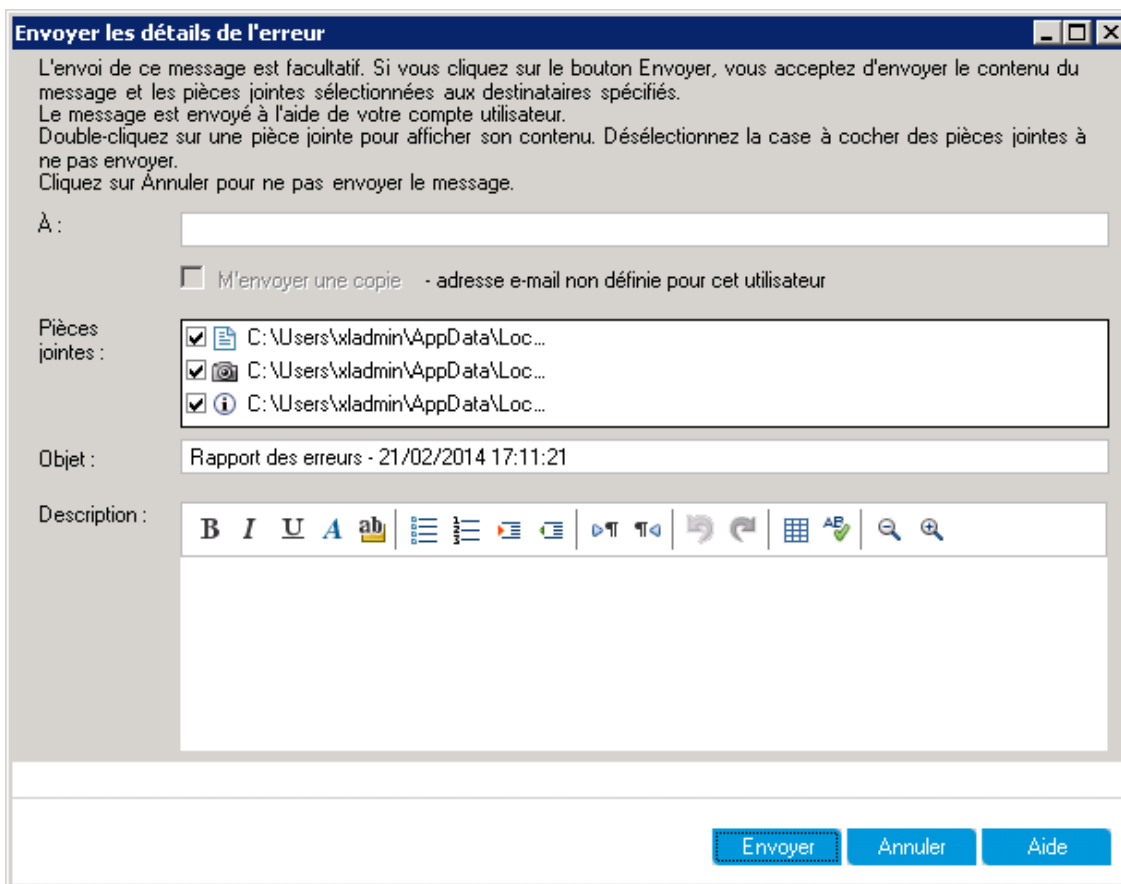 Envoyer les détails de l'erreur
L'envoi de ce message est facultatif. Si vous cliquez sur le bouton Envoyer, vous acceptez d'envoyer le contenu du
message et les pièces jointes sélectionnées aux destinataires spécifiés.
Le message est envoyé à l'aide de votre compte utilisateur.
Double-cliquez sur une pièce jointe pour afficher son contenu. Désélectionnez la case à cocher des pièces jointes à
ne pas envoyer.
Cliquez sur Annuler pour ne pas envoyer le message.
À :
M'envoyer une copie - adresse e-mail non définie pour cet utilisateur
Pièces
jointes :
C:\Users\xladmin\AppData\Loc...
C:\Users\xladmin\AppData\Loc...
C:\Users\xladmin\AppData\Loc...
Objet : Rapport des erreurs - 21/02/2014 17:11:21
Description :
Envoyer Annuler Aide